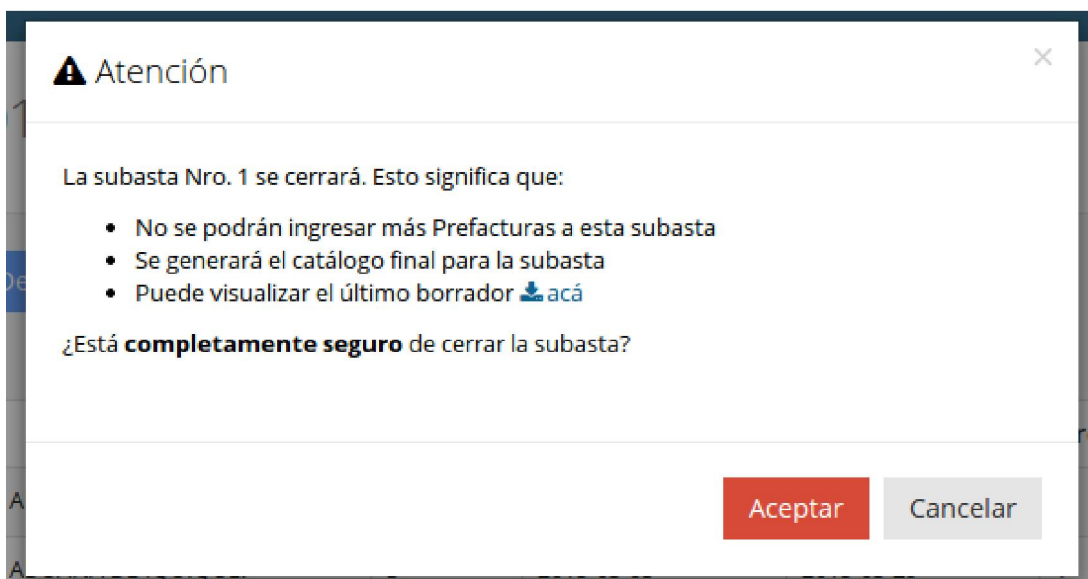 Atención
×
La subasta Nro. 1 se cerrará. Esto significa que:
• No se podrán ingresar más Prefacturas a esta subasta
• Se generará el catálogo final para la subasta
• Puede visualizar el último borrador acá
¿Está completamente seguro de cerrar la subasta?
Aceptar Cancelar